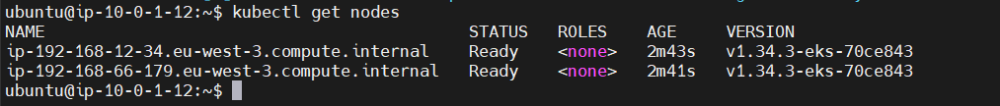 ubuntu@ip-10-0-1-12:~$ kubectl get nodes
NAME STATUS ROLES AGE VERSION
ip-192-168-12-34.eu-west-3.compute.internal Ready <none> 2m43s v1.34.3-eks-70ce843
ip-192-168-66-179.eu-west-3.compute.internal Ready <none> 2m41s v1.34.3-eks-70ce843
ubuntu@ip-10-0-1-12:~$